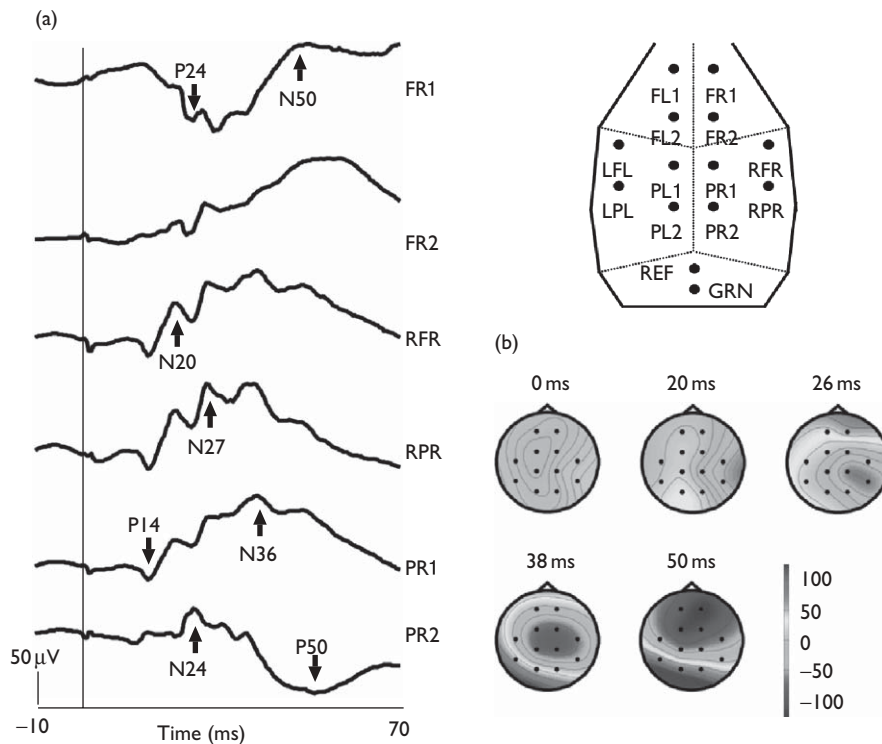 (a)
P24
N50
FR1
FR2
N20
RFR
N27
RPR
P14
N36
PR1
N24
P50
PR2
50 μV
−10
Time (ms)
70
FL1 FR1
FL2 FR2
LFL RFR
PL1 PR1
LPL RPR
PL2 PR2
REF
GRN
(b)
0 ms 20 ms 26 ms
38 ms 50 ms
100
50
0
−50
−100